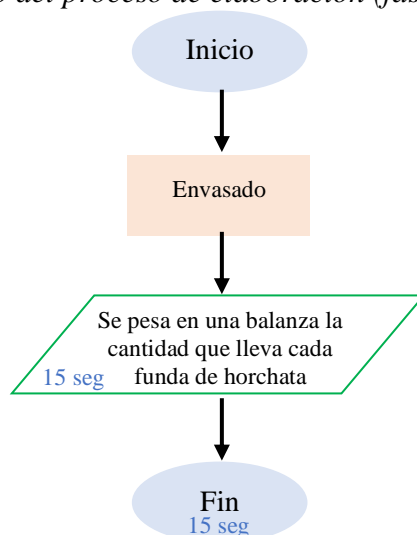 del proceso de elaboración
Inicio
Envasado
Se pesa en una balanza la
cantidad que lleva cada
15 seg funda de horchata
Fin
15 seg